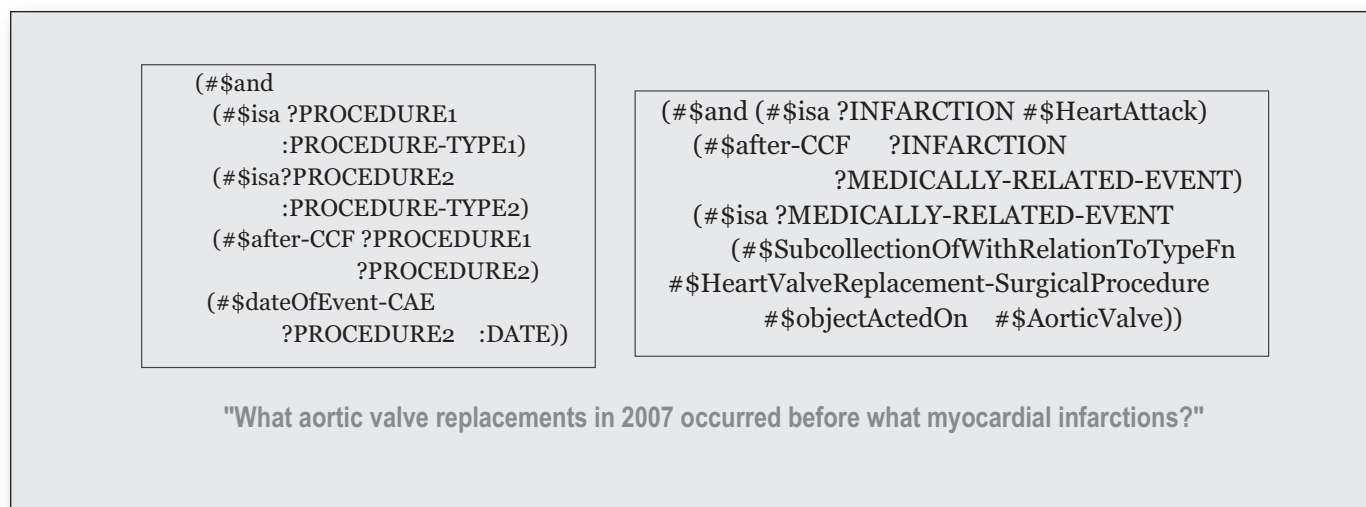 (#$and
(#$isa ?PROCEDURE1
:PROCEDURE-TYPE1)
(#$isa?PROCEDURE2
:PROCEDURE-TYPE2)
(#$after-CCF ?PROCEDURE1
?PROCEDURE2)
(#$dateOfEvent-CAE
?PROCEDURE2 :DATE))
(#$and (#$isa ?INFARCTION #$HeartAttack)
(#$after-CCF ?INFARCTION
?MEDICALLY-RELATED-EVENT)
(#$isa ?MEDICALLY-RELATED-EVENT
(#$SubcollectionOfWithRelationToTypeFn
#$HeartValveReplacement-SurgicalProcedure
#$objectActedOn #$AorticValve))
"What aortic valve replacements in 2007 occurred before what myocardial infarctions?"